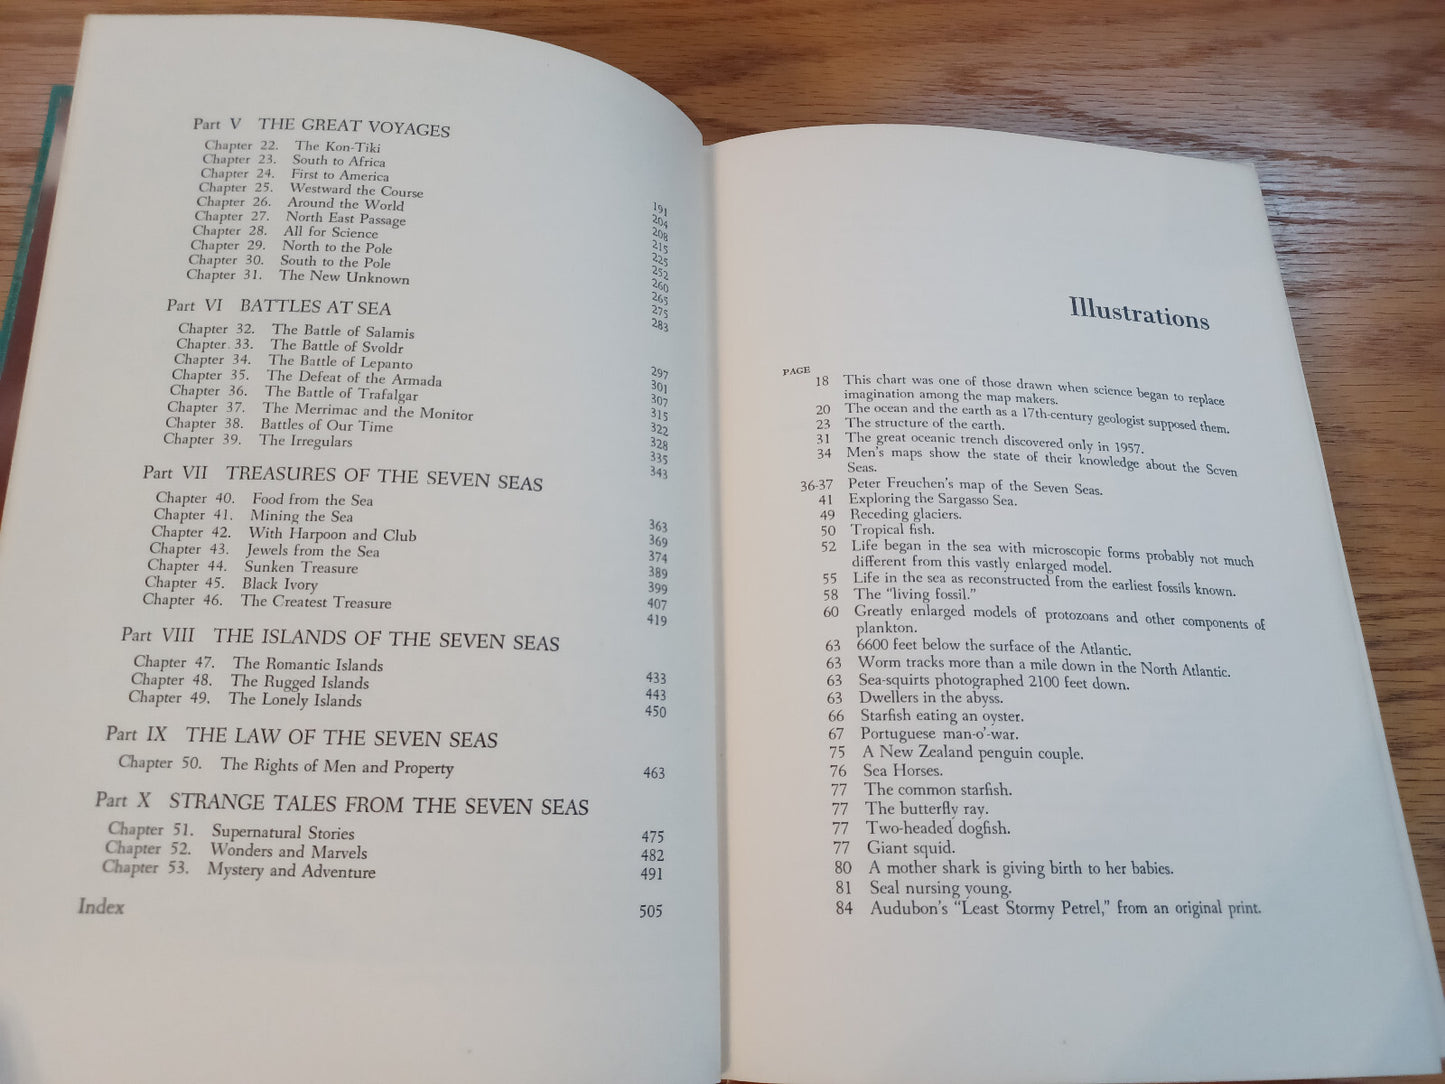 Part V THE GREAT VOYAGES
Chapter 22. The Kon-Tiki 191
Chapter 23. South to Africa 204
Chapter 24. First to America 208
Chapter 25. Westward the Course 215
Chapter 26. Around the World 225
Chapter 27. North East Passage 252
Chapter 28. All for Science 260
Chapter 29. North to the Pole 265
Chapter 30. South to the Pole 275
Chapter 31. The New Unknown 283
Part VI BATTLES AT SEA
Chapter 32. The Battle of Salamis 297
Chapter 33. The Battle of Svoldr 301
Chapter 34. The Battle of Lepanto 307
Chapter 35. The Defeat of the Armada 315
Chapter 36. The Battle of Trafalgar 322
Chapter 37. The Merrimac and the Monitor 328
Chapter 38. Battles of Our Time 335
Chapter 39. The Irregulars 343
Part VII TREASURES OF THE SEVEN SEAS
Chapter 40. Food from the Sea 363
Chapter 41. Mining the Sea 369
Chapter 42. With Harpoon and Club 374
Chapter 43. Jewels from the Sea 389
Chapter 44. Sunken Treasure 399
Chapter 45. Black Ivory 407
Chapter 46. The Createst Treasure 419
Part VIII THE ISLANDS OF THE SEVEN SEAS
Chapter 47. The Romantic Islands 433
Chapter 48. The Rugged Islands 443
Chapter 49. The Lonely Islands 450
Part IX THE LAW OF THE SEVEN SEAS
Chapter 50. The Rights of Men and Property 463
Part X STRANGE TALES FROM THE SEVEN SEAS
Chapter 51. Supernatural Stories 475
Chapter 52. Wonders and Marvels 482
Chapter 53. Mystery and Adventure 491
Index 505
Illustrations
PAGE
18 This chart was one of those drawn when science began to replace
imagination among the map makers.
20 The ocean and the earth as a 17th-century geologist supposed them.
23 The structure of the earth.
31 The great oceanic trench discovered only in 1957.
34 Men's maps show the state of their knowledge about the Seven
Seas.
36-37 Peter Freuchen's map of the Seven Seas.
41 Exploring the Sargasso Sea.
49 Receding glaciers.
50 Tropical fish.
52 Life began in the sea with microscopic forms probably not much
different from this vastly enlarged model.
55 Life in the sea as reconstructed from the earliest fossils known.
58 The "living fossil."
60 Greatly enlarged models of protozoans and other components of
plankton.
63 6600 feet below the surface of the Atlantic.
63 Worm tracks more than a mile down in the North Atlantic.
63 Sea-squirts photographed 2100 feet down.
63 Dwellers in the abyss.
66 Starfish eating an oyster.
67 Portuguese man-o'-war.
75 A New Zealand penguin couple.
76 Sea Horses.
77 The common starfish.
77 The butterfly ray.
77 Two-headed dogfish.
77 Giant squid.
80 A mother shark is giving birth to her babies.
81 Seal nursing young.
84 Audubon's "Least Stormy Petrel," from an original print.